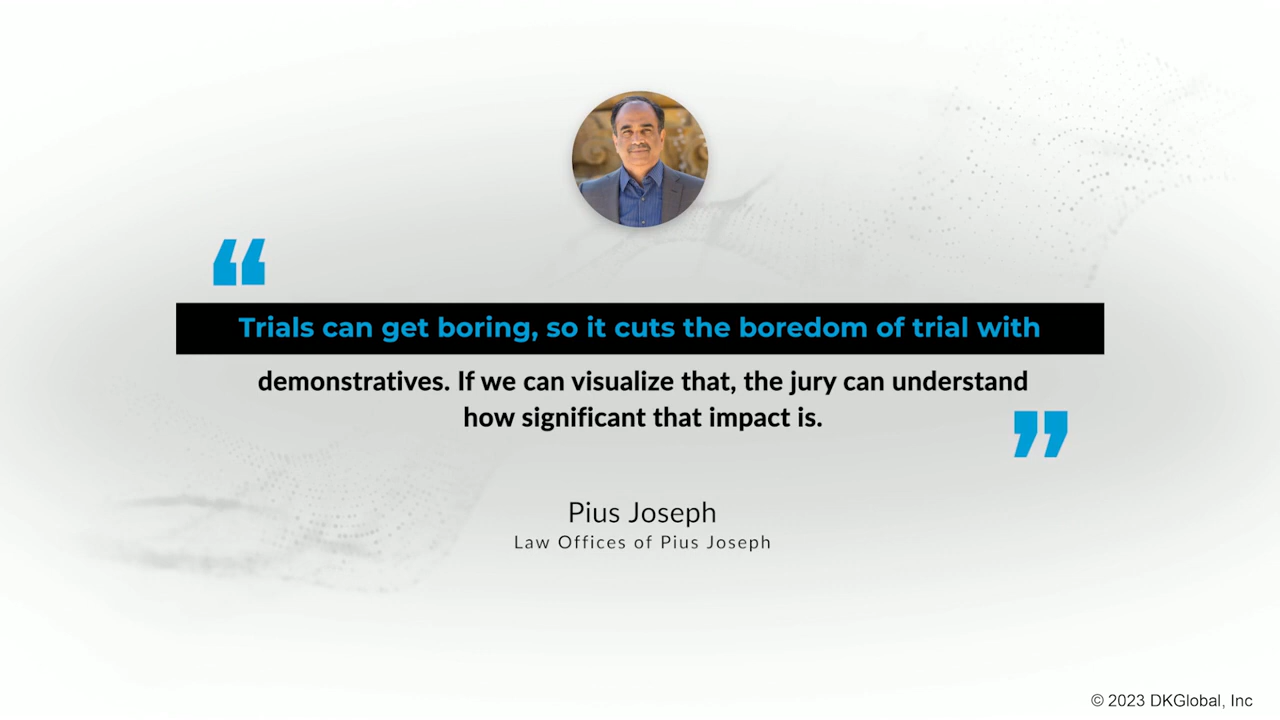 “
Trials can get boring, so it cuts the boredom of trial with
demonstratives. If we can visualize that, the jury can understand
how significant that impact is.
”
Pius Joseph
Law Offices of Pius Joseph
© 2023 DKGlobal, Inc